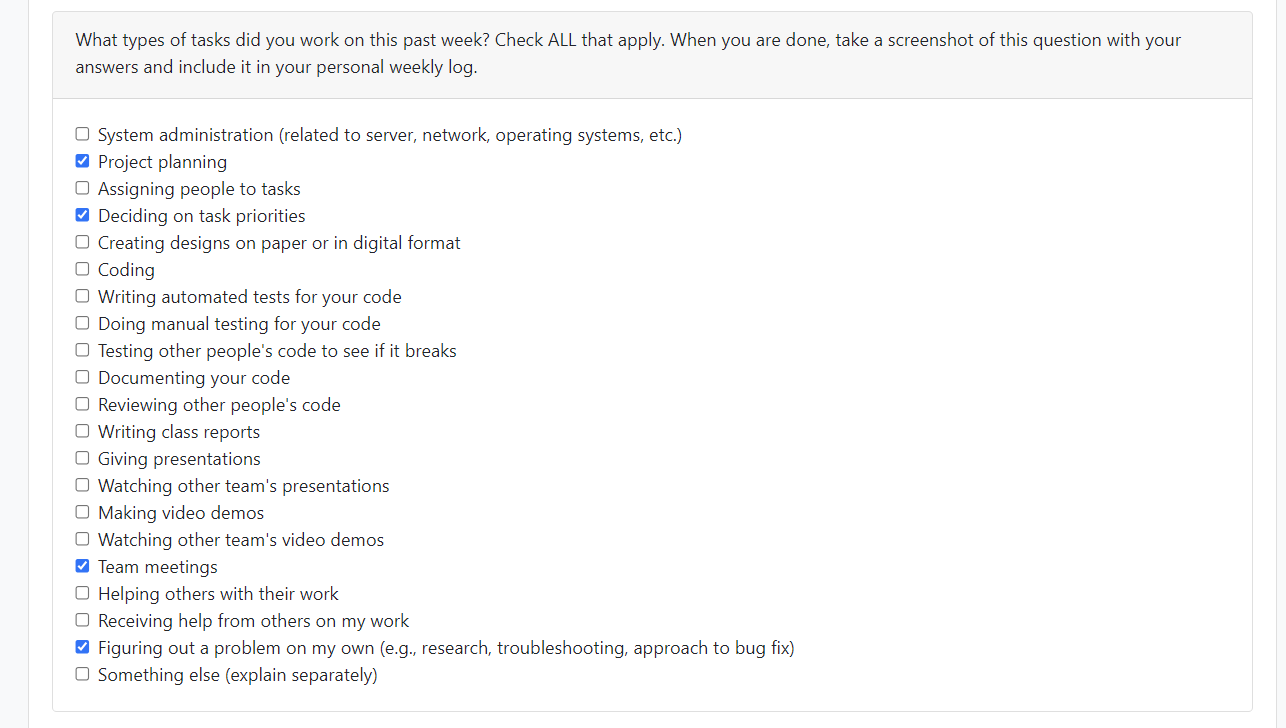 What types of tasks did you work on this past week? Check ALL that apply. When you are done, take a screenshot of this question with your
answers and include it in your personal weekly log.
System administration (related to server, network, operating systems, etc.)
Project planning
Assigning people to tasks
Deciding on task priorities
Creating designs on paper or in digital format
Coding
Writing automated tests for your code
Doing manual testing for your code
Testing other people's code to see if it breaks
Documenting your code
Reviewing other people's code
Writing class reports
Giving presentations
Watching other team's presentations
Making video demos
Watching other team's video demos
Team meetings
Helping others with their work
Receiving help from others on my work
Figuring out a problem on my own (e.g., research, troubleshooting, approach to bug fix)
Something else (explain separately)